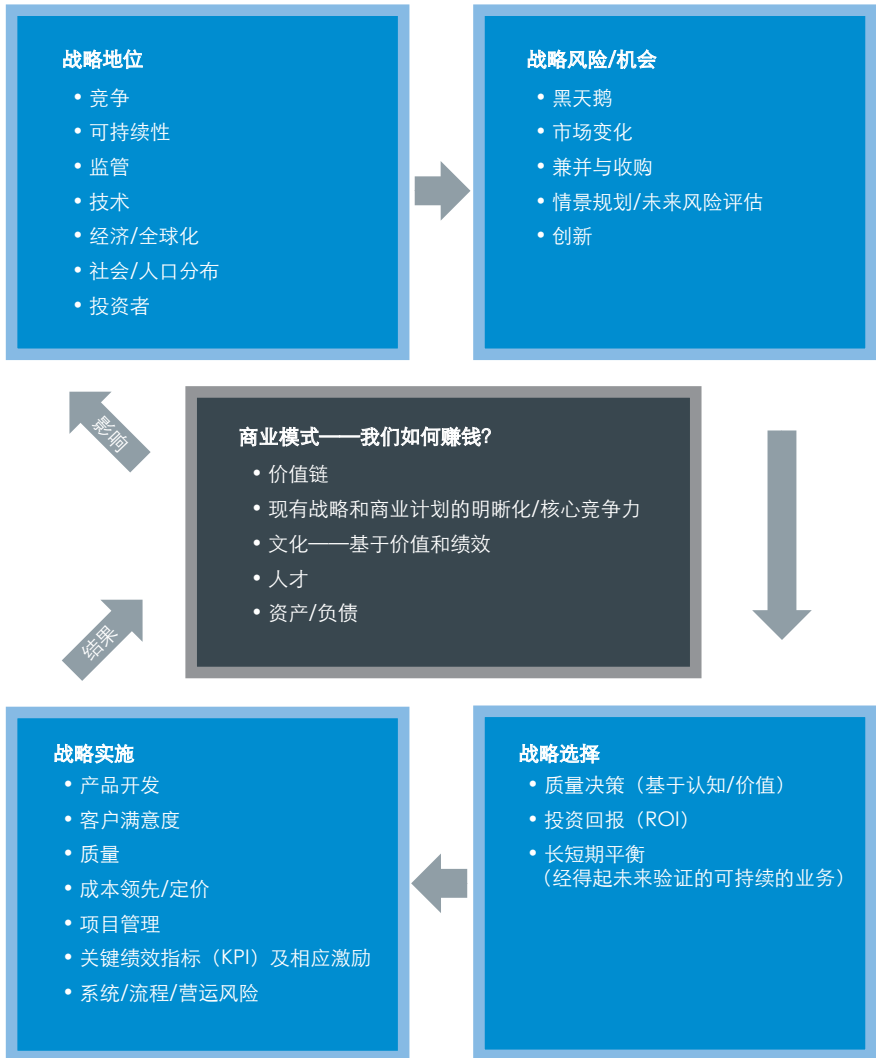 战略地位
• 竞争
• 可持续性
• 监管
• 技术
• 经济/全球化
• 社会/人口分布
• 投资者
战略风险/机会
• 黑天鹅
• 市场变化
• 兼并与收购
• 情景规划/未来风险评估
• 创新
影响
商业模式——我们如何赚钱?
• 价值链
• 现有战略和商业计划的明晰化/核心竞争力
• 文化——基于价值和绩效
• 人才
• 资产/负债
结果
战略实施
• 产品开发
• 客户满意度
• 质量
• 成本领先/定价
• 项目管理
• 关键绩效指标（KPI）及相应激励
• 系统/流程/营运风险
战略选择
• 质量决策（基于认知/价值）
• 投资回报（ROI）
• 长短期平衡
（经得起未来验证的可持续的业务）